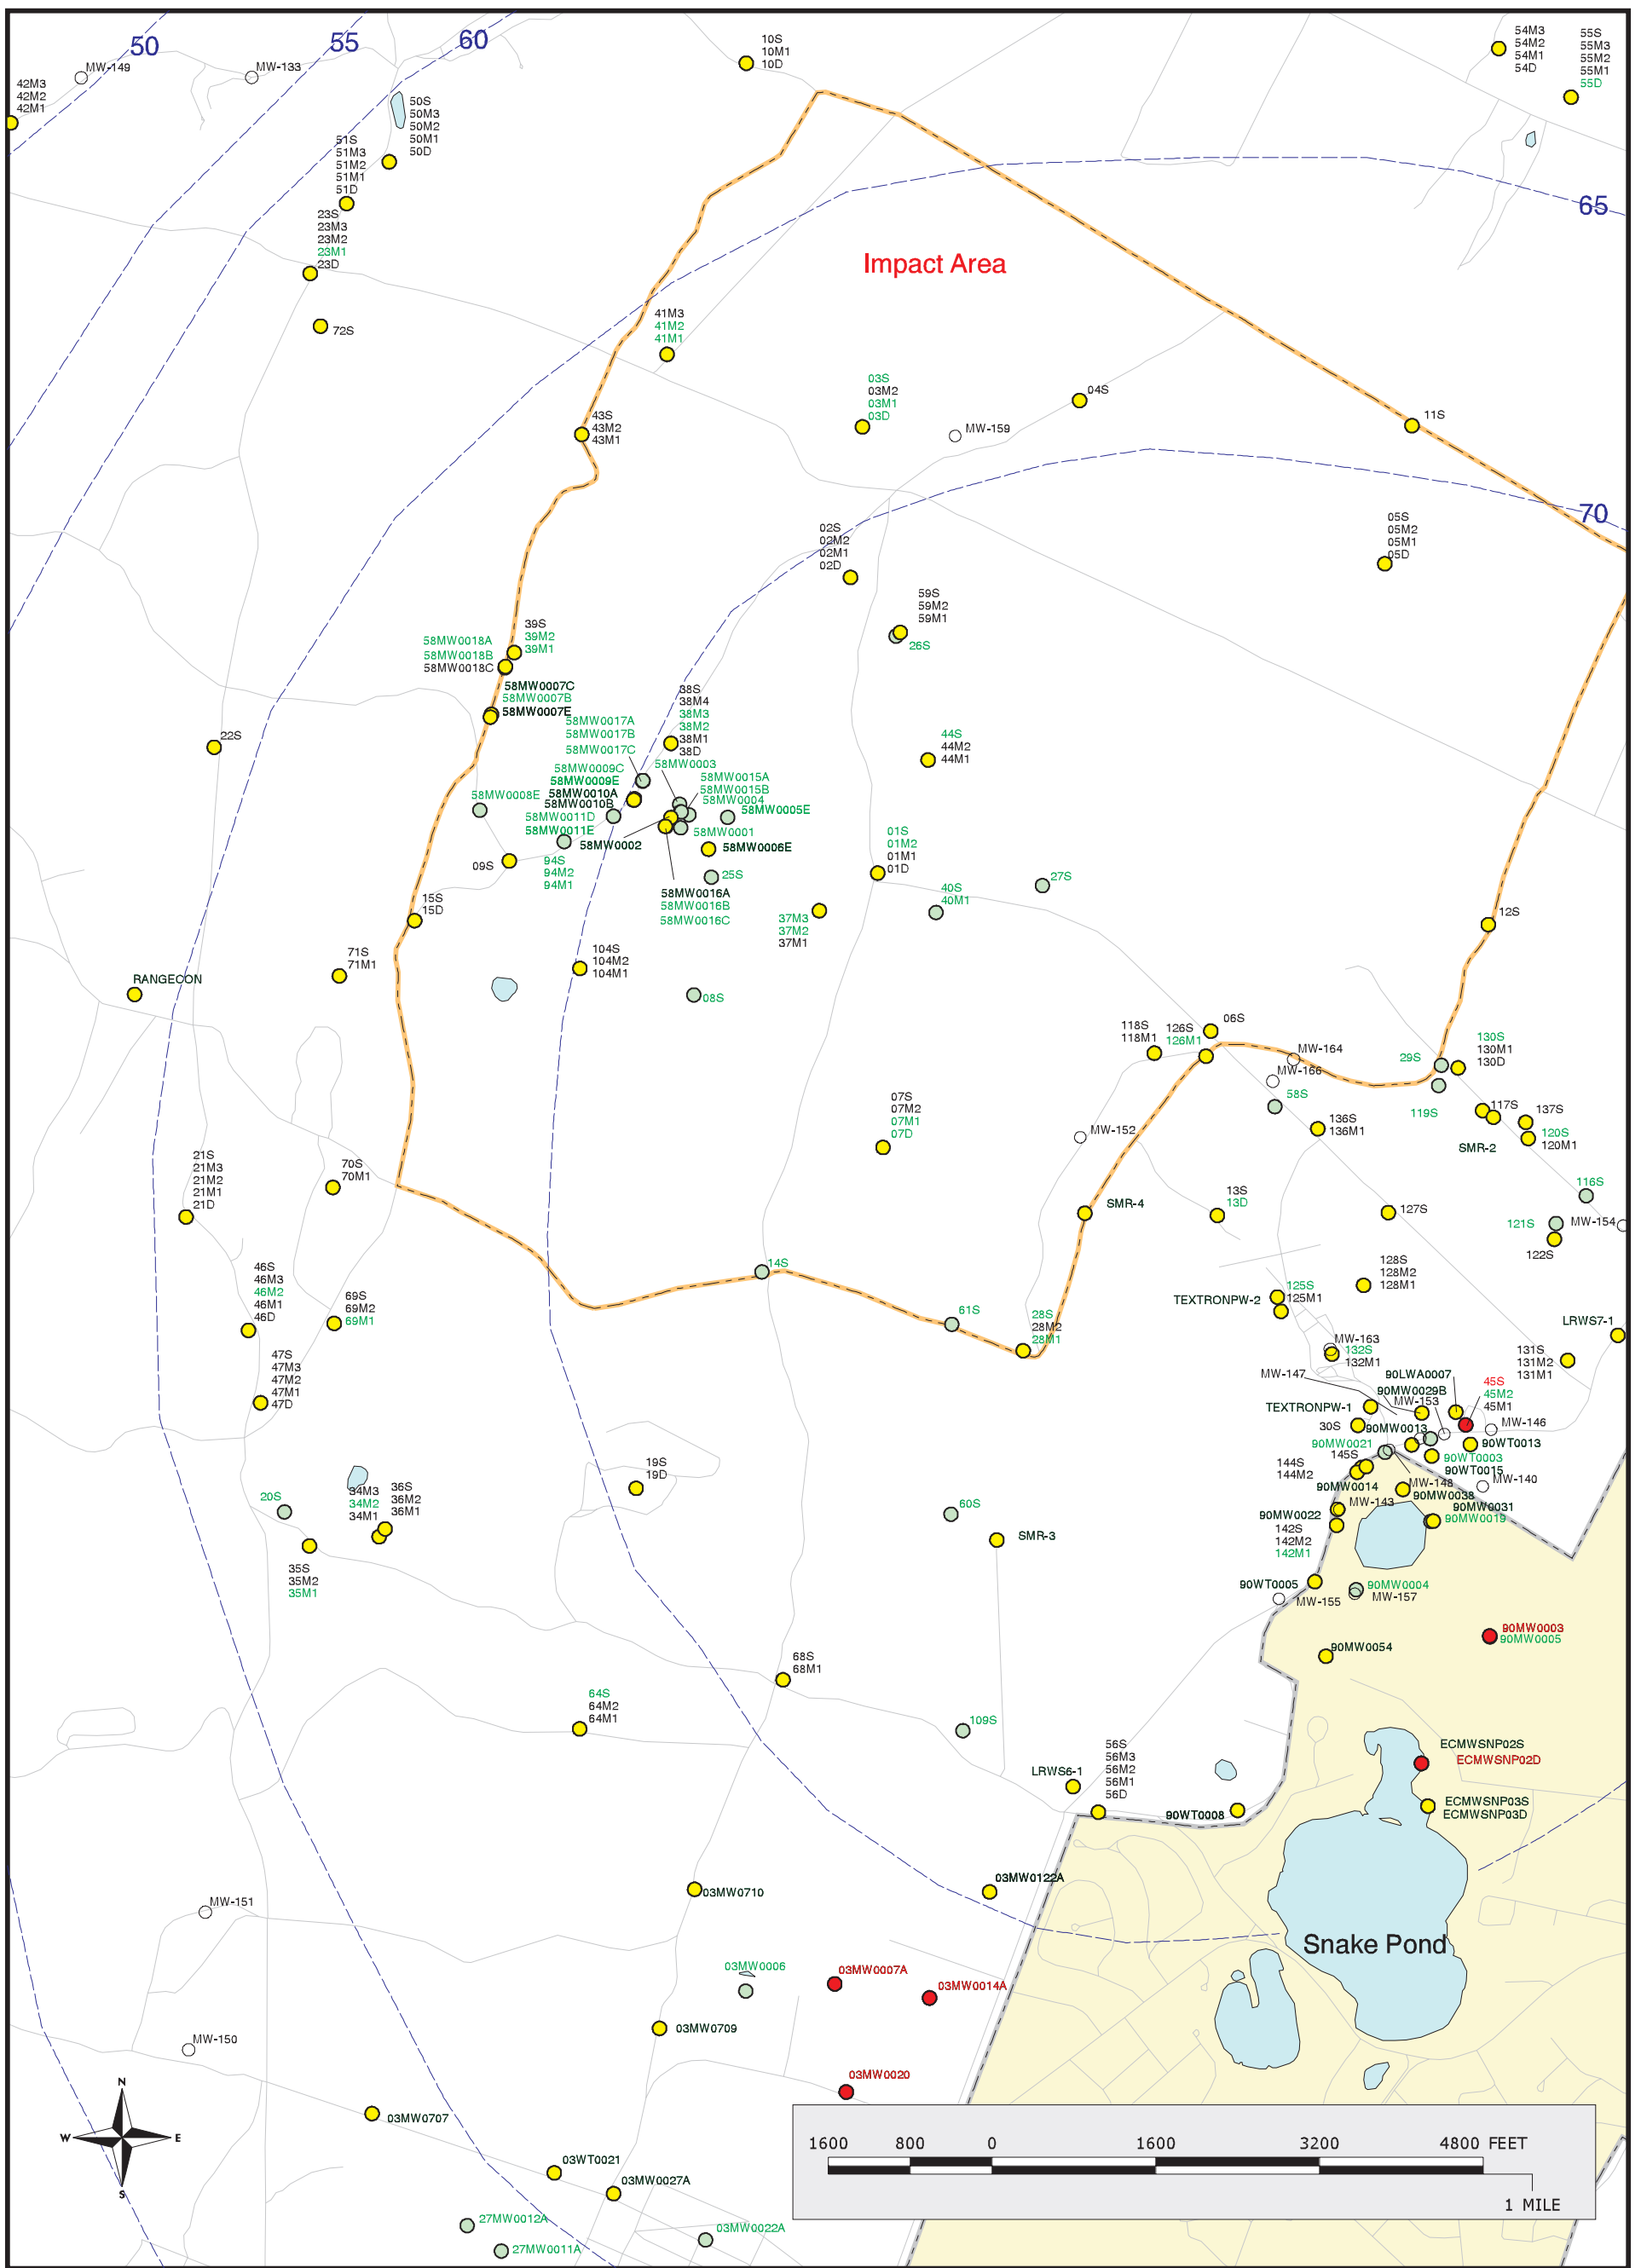 50
55
60
MW-149
MW-133
42M3
42M2
42M1
10S
10M1
10D
54M3
54M2
54M1
54D
55S
55M3
55M2
55M1
55D
50S
50M3
50M2
50M1
50D
51S
51M3
51M2
51M1
51D
23S
23M3
23M2
23M1
23D
72S
65
Impact Area
41M3
41M2
41M1
03S
03M2
03M1
03D
04S
MW-159
11S
43S
43M2
43M1
70
02S
02M2
02M1
02D
05S
05M2
05M1
05D
59S
59M2
59M1
26S
39S
39M2
39M1
58MW0018A
58MW0018B
58MW0018C
58MW0007C
58MW0007B
58MW0007E
38S
38M4
38M3
38M2
38M1
38D
58MW0017A
58MW0017B
58MW0017C
22S
44S
44M2
44M1
58MW0003
58MW0009C
58MW0009E
58MW0010A
58MW0010B
58MW0011D
58MW0011E
58MW0002
58MW0015A
58MW0015B
58MW0004
58MW0005E
58MW0001
58MW0006E
58MW0008E
09S
94S
94M2
94M1
25S
58MW0016A
58MW0016B
58MW0016C
01S
01M2
01M1
01D
27S
40S
40M1
37M3
37M2
37M1
15S
15D
12S
71S
71M1
RANGECON
104S
104M2
104M1
08S
06S
118S
118M1
126S
126M1
MW-164
MW-166
58S
29S
130S
130M1
130D
119S
117S
137S
120S
120M1
SMR-2
136S
136M1
07S
07M2
07M1
07D
MW-152
21S
21M3
21M2
21M1
21D
70S
70M1
SMR-4
13S
13D
127S
116S
121S
MW-154
122S
14S
128S
128M2
128M1
125S
125M1
TEXTRONPW-2
46S
46M3
46M2
46M1
46D
69S
69M2
69M1
61S
28S
28M2
28M1
LRWS7-1
MW-163
132S
132M1
131S
131M2
131M1
47S
47M3
47M2
47M1
47D
MW-147
90LWA0007
90MW0029B
MW-153
45S
45M2
45M1
TEXTRONPW-1
30S
90MW0013
MW-146
90MW0021
90WT0013
90WT0003
90WT0015
145S
144S
144M2
MW-148
MW-140
90MW0014
90MW0038
MW-143
90MW0031
90MW0019
90MW0022
142S
142M2
142M1
19S
19D
20S
34M3
34M2
34M1
36S
36M2
36M1
35S
35M2
35M1
60S
SMR-3
90WT0005
MW-155
90MW0004
MW-157
90MW0003
90MW0005
90MW0054
68S
68M1
64S
64M2
64M1
109S
56S
56M3
56M2
56M1
56D
LRWS6-1
90WT0008
ECMWSNP02S
ECMWSNP02D
ECMWSNP03S
ECMWSNP03D
03MW0710
03MW0122A
MW-151
Snake Pond
03MW0006
03MW0007A
03MW0014A
03MW0709
MW-150
03MW0020
03MW0707
N
W E
S
03WT0021
03MW0027A
27MW0012A
27MW0011A
03MW0022A
1600 800 0 1600 3200 4800 FEET
1 MILE